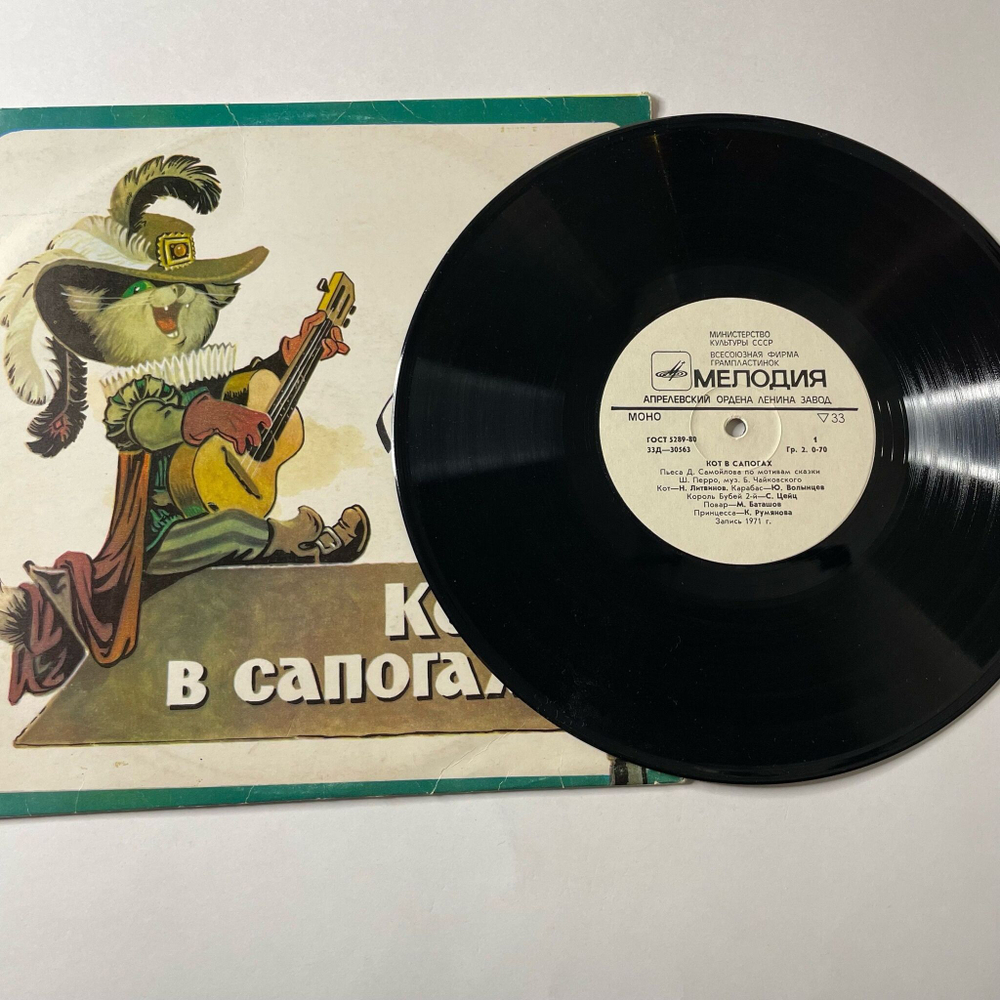 К
в сапогах
МИНИСТЕРСТВО
КУЛЬТУРЫ СССР
ВСЕСОЮЗНАЯ ФИРМА
ГРАМПЛАСТИНОК
МЕЛОДИЯ
АПРЕЛЕВСКИЙ ОРДЕНА ЛЕНИНА ЗАВОД
МОНО ▽33
ГОСТ 5289-80 1
33Д—30563 Гр. 2. 0-70
КОТ В САПОГАХ
Пьеса Д. Самойлова по мотивам сказки
Ш. Перро, муз. Б. Чайковского
Кот—Н. Литвинов, Карабас—Ю. Волынцев
Король Бубей 2-й—С. Цейц
Повар—М. Баташов
Принцесса—К. Румянова
Запись 1971 г.